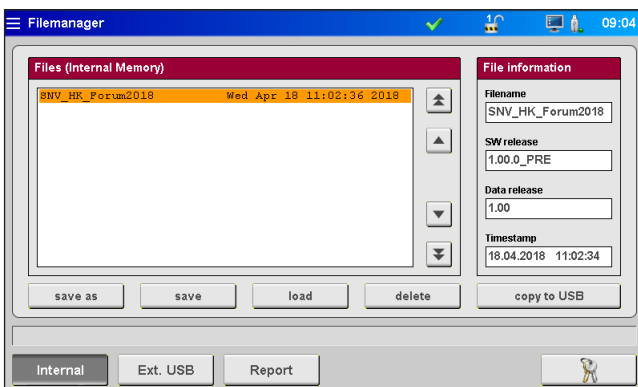 Filemanager
1
09:04
Files (Internal Memory)
SNV_HK_Forum2018 Wed Apr 18 11:02:36 2018
File information
Filename
SNV_HK_Forum2018
SW release
1.00.0_PRE
Data release
1.00
Timestamp
18.04.2018 11:02:34
save as
save
load
delete
copy to USB
Internal
Ext. USB
Report